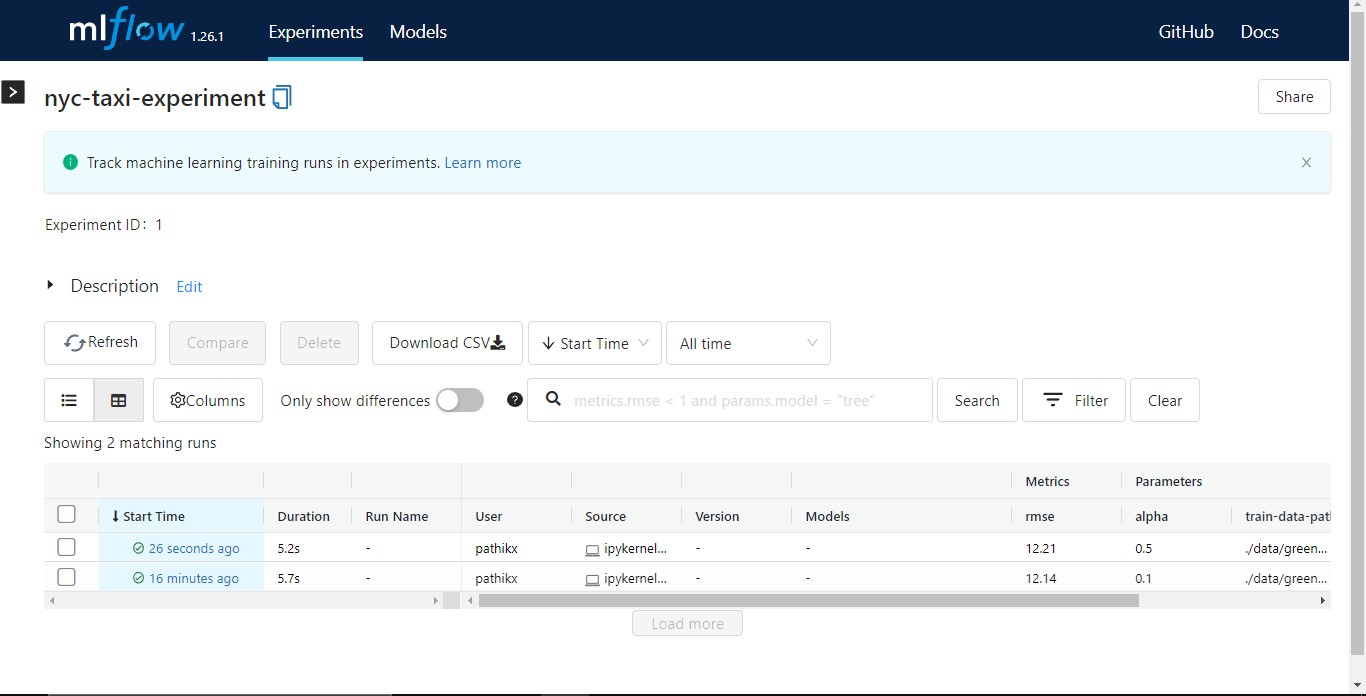 mlflow 1.26.1 Experiments Models GitHub Docs
nyc-taxi-experiment Share
Track machine learning training runs in experiments. Learn more
Experiment ID: 1
Description Edit
Refresh Compare Delete Download CSV Start Time All time
Columns Only show differences metrics.rmse < 1 and params.model = "tree" Search Filter Clear
Showing 2 matching runs
Metrics Parameters
Start Time Duration Run Name User Source Version Models rmse alpha train-data-patl
26 seconds ago 5.2s - pathikx ipykernel... - - 12.21 0.5 ./data/green...
16 minutes ago 5.7s - pathikx ipykernel... - - 12.14 0.1 ./data/green...
Load more